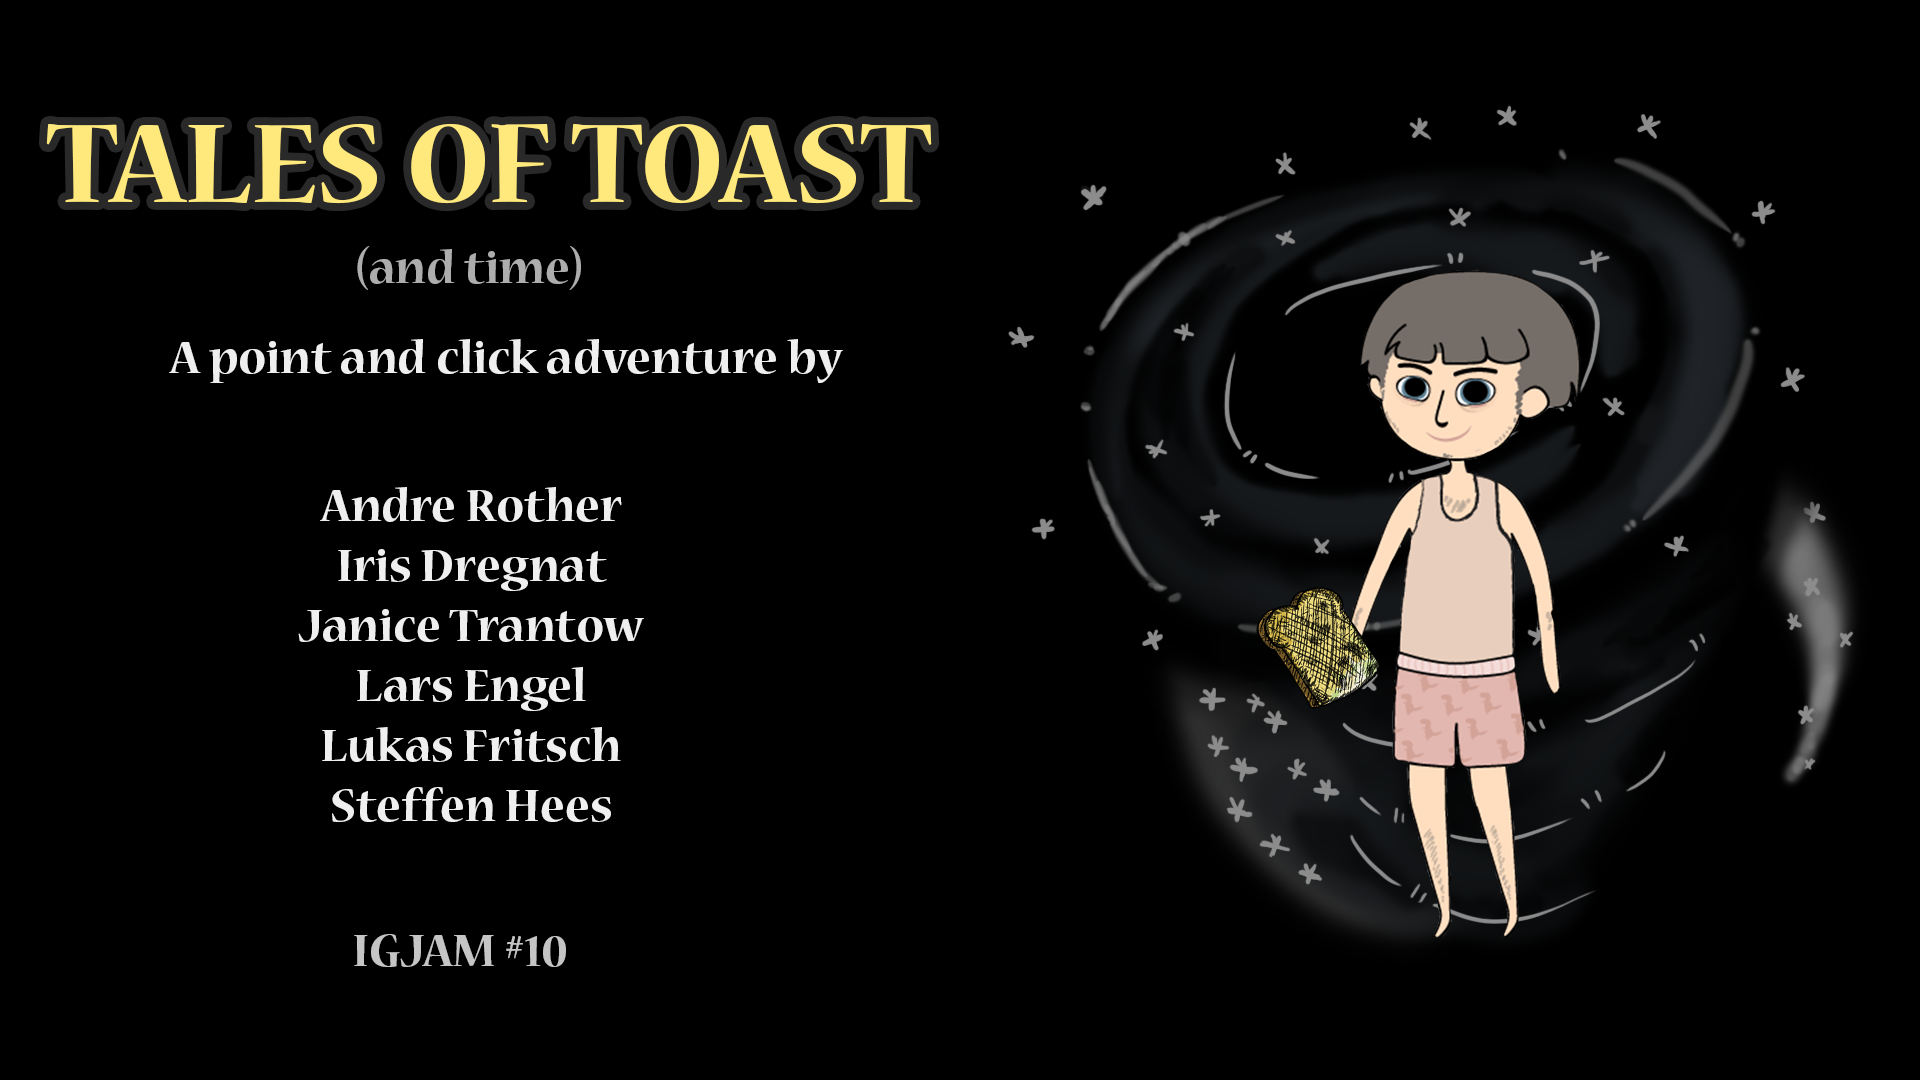 TALES OF TOAST
(and time)
A point and click adventure by
Andre Rother
Iris Dregnat
Janice Trantow
Lars Engel
Lukas Fritsch
Steffen Hees
IGJAM #10